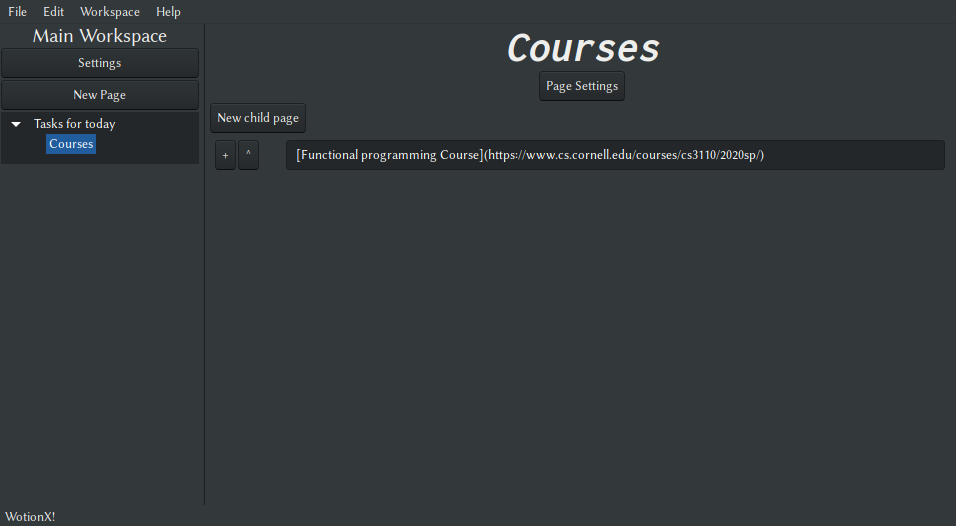 File Edit Workspace Help
Main Workspace
Settings
New Page
Tasks for today
Courses
Courses
Page Settings
New child page
+ ^ [Functional programming Course](https://www.cs.cornell.edu/courses/cs3110/2020sp/)
WotionX!